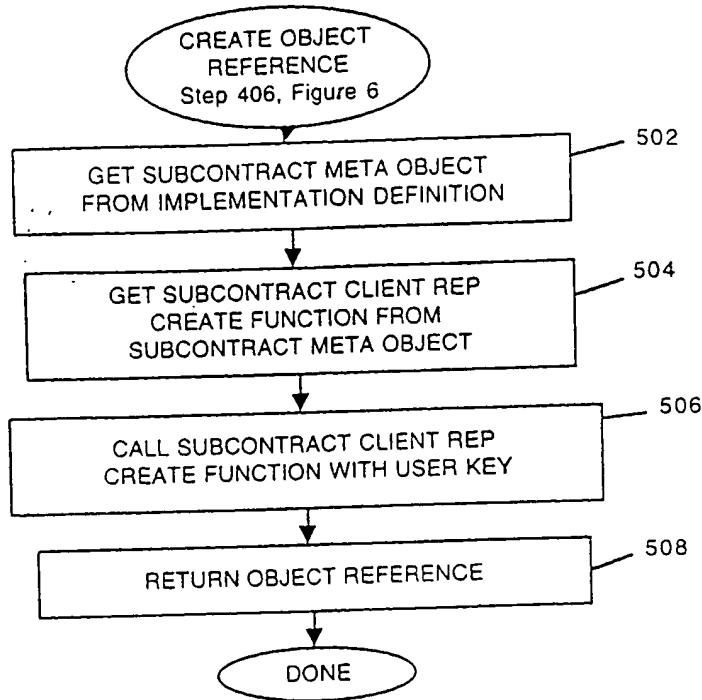 CREATE OBJECT
REFERENCE
Step 406, Figure 6
502
GET SUBCONTRACT META OBJECT
FROM IMPLEMENTATION DEFINITION
504
GET SUBCONTRACT CLIENT REP
CREATE FUNCTION FROM
SUBCONTRACT META OBJECT
506
CALL SUBCONTRACT CLIENT REP
CREATE FUNCTION WITH USER KEY
508
RETURN OBJECT REFERENCE
DONE